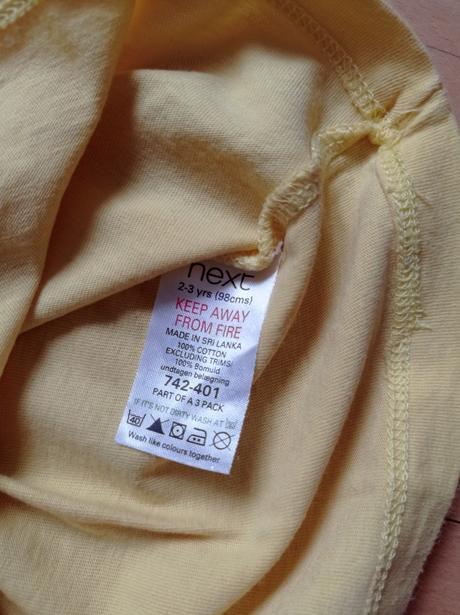 next
2-3 yrs (98cms)
KEEP AWAY
FROM FIRE
MADE IN SRI LANKA
100% COTTON
EXCLUDING TRIMS/
100% Bomuld
undtagen belægning
742-401
PART OF A 3 PACK
IF IT'S NOT DIRTY WASH AT 30
40
Wash like colours together